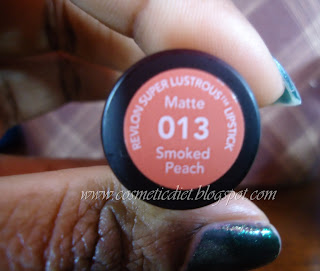 REVLON SUPER LUSTROUS™ LIPSTICK
Matte
013
Smoked
Peach
www.cosmeticdiet.blogspot.com